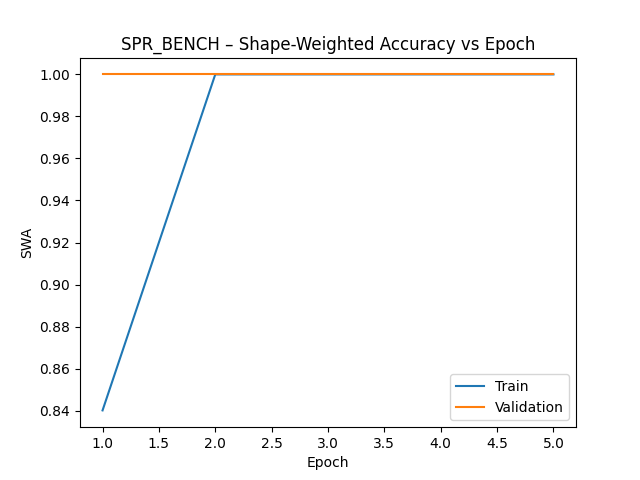 SPR_BENCH – Shape-Weighted Accuracy vs Epoch
1.00
0.98
0.96
0.94
0.92
0.90
0.88
0.86
0.84
SWA
Train
Validation
1.0 1.5 2.0 2.5 3.0 3.5 4.0 4.5 5.0
Epoch